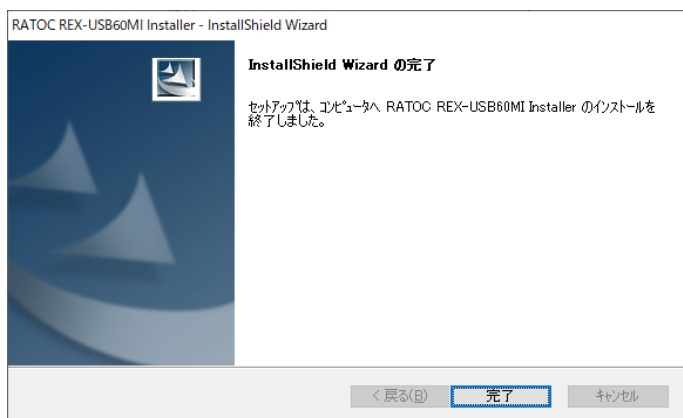 RATOC REX-USB60MI Installer - InstallShield Wizard
InstallShield Wizard の完了
ｾｯﾄｱｯﾌﾟは、ｺﾝﾋﾟｭｰﾀへ RATOC REX-USB60MI Installer のｲﾝｽﾄｰﾙを
終了しました。
< 戻る(B)
完了
ｷｬﾝｾﾙ